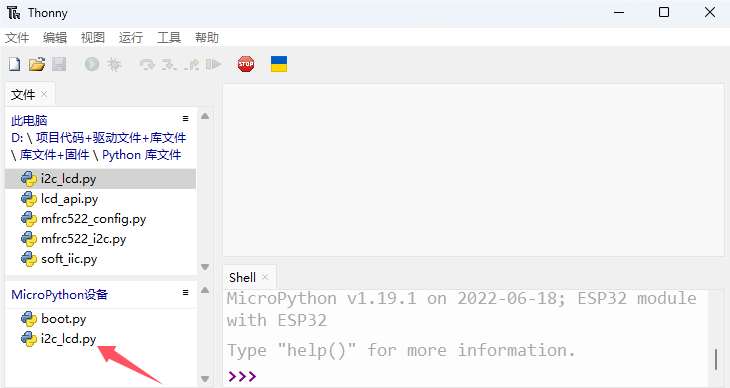 Thonny
文件 编辑 视图 运行 工具 帮助
STOP
文件
此电脑
D: \ 项目代码+驱动文件+库文件
\ 库文件+固件 \ Python 库文件
i2c_lcd.py
lcd_api.py
mfrc522_config.py
mfrc522_i2c.py
soft_iic.py
MicroPython设备
boot.py
i2c_lcd.py
Shell
MicroPython v1.19.1 on 2022-06-18; ESP32 module
with ESP32
Type "help()" for more information.
>>>